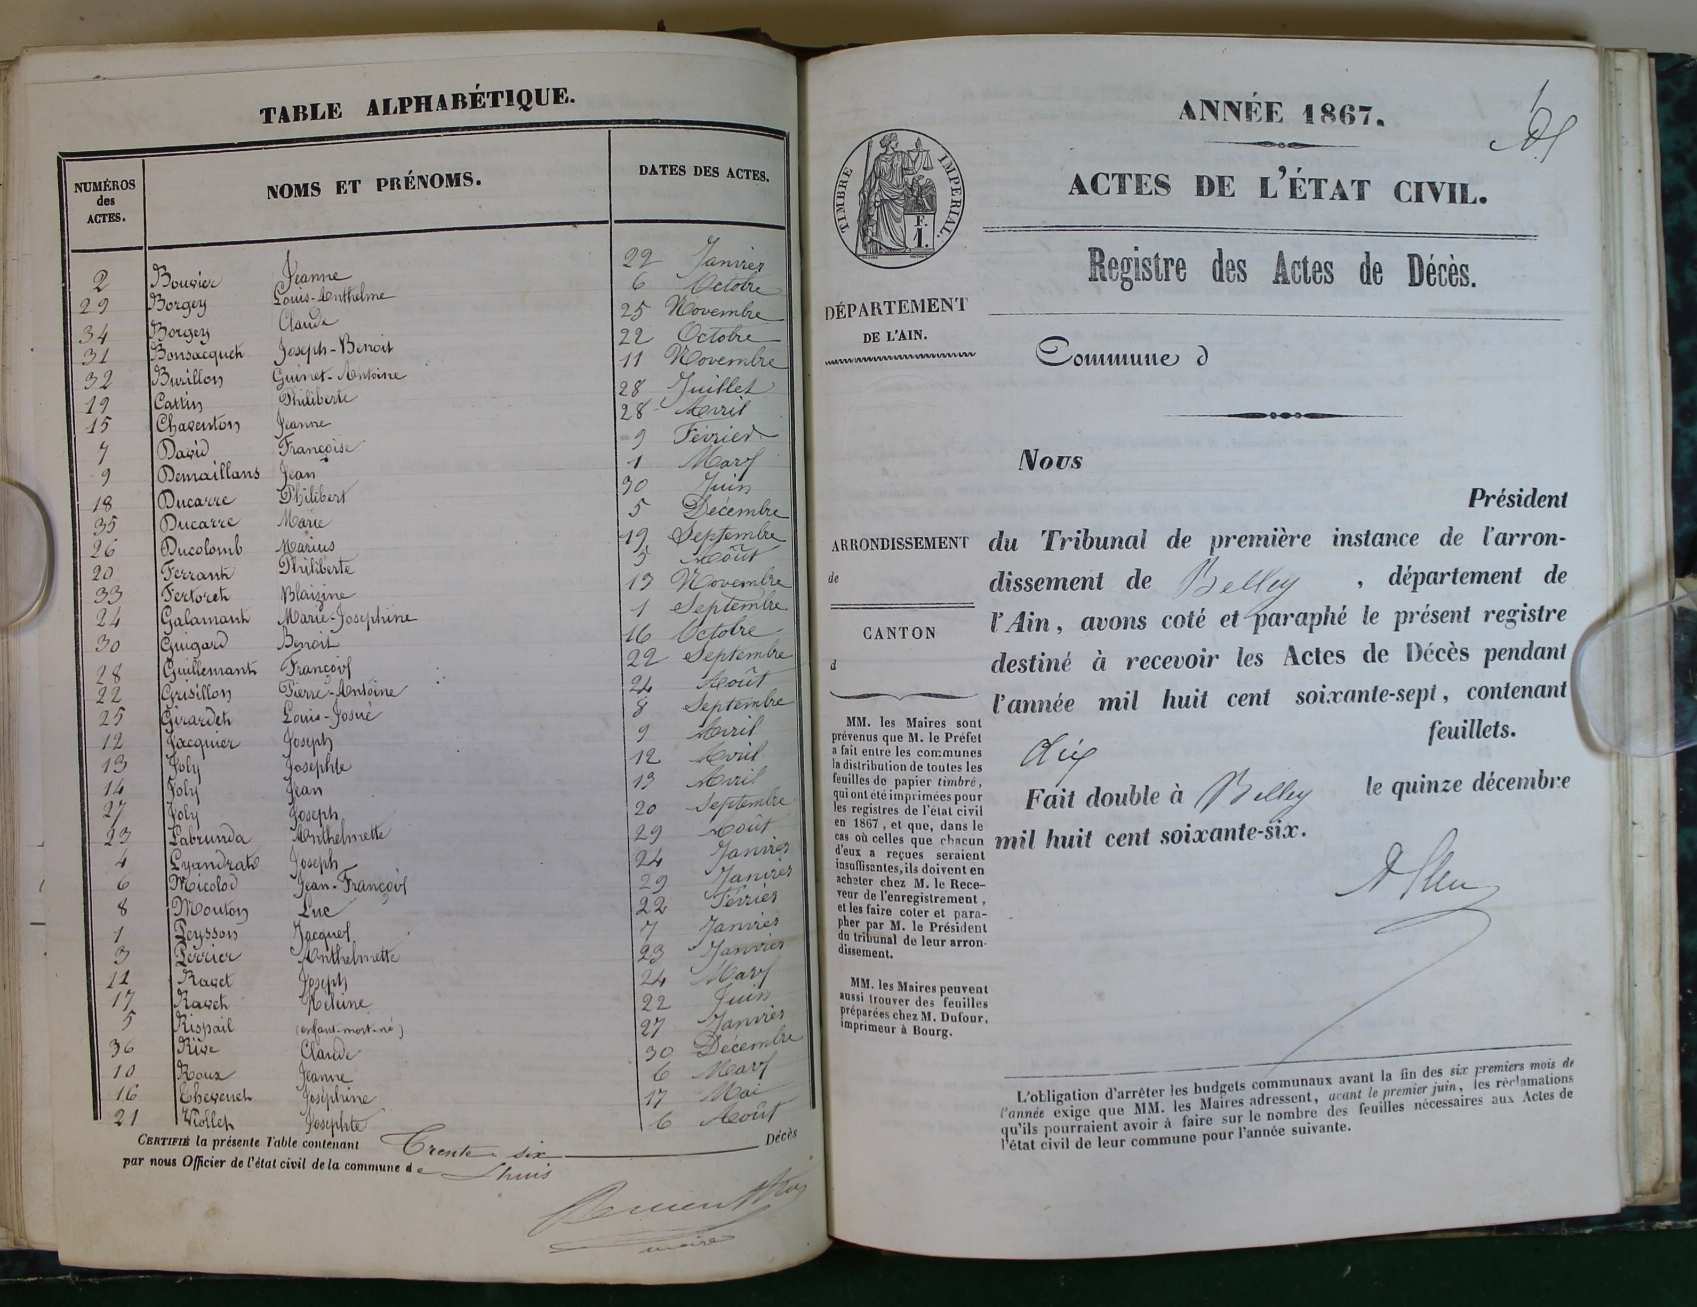 TABLE ALPHABÉTIQUE.
NUMÉROS des ACTES. NOMS ET PRÉNOMS. DATES DES ACTES.
2 Bouvier Jeanne 22 Janvier
29 Borgey Louis-Anthelme 6 Octobre
34 Borgey Claude 25 Novembre
31 Bonsacquet Joseph-Benoit 22 Octobre
32 Burillon Guinet-Antoine 11 Novembre
19 Cattin Philiberte 28 Juillet
15 Charenton Jeanne 28 Avril
7 David Françoise 9 Février
9 Demaillans Jean 1 Mars
18 Ducarre Philibert 30 Juin
35 Ducarre Marie 5 Décembre
26 Ducolomb Marius 19 Septembre
20 Ferrant Philiberte 5 Août
33 Fertoret Blaizine 13 Novembre
24 Galamant Marie-Josephine 1 Septembre
30 Guigard Benoit 16 Octobre
28 Guillemant François 22 Septembre
22 Grisillon Pierre-Antoine 24 Août
25 Girardet Louis-Josué 8 Septembre
12 Jacquier Joseph 9 Avril
13 Joly Josephte 12 Avril
14 Joly Jean 13 Avril
27 Joly Joseph 20 Septembre
23 Labrunda Anthelmette 29 Août
4 Lyandrat Joseph 24 Janvier
6 Micolod Jean-François 29 Janvier
8 Mouton Luc 22 Février
1 Peysson Jacques 7 Janvier
3 Perrier Anthelmette 23 Janvier
11 Ravet Joseph 24 Mars
17 Ravet 22 Juin
5 Rispail (enfant-mort-né) 27 Janvier
36 Rive Claude 30 Décembre
10 Roux Jeanne 6 Mars
16 Thevenet Joséphine 17 Mai
21 Viollet Josephte 6 Août
CERTIFIÉ la présente Table contenant Trente six Décès
par nous Officier de l'état civil de la commune de Lhuis
maire
ANNÉE 1867.
TIMBRE IMPERIAL.
F. 1.
ACTES DE L'ÉTAT CIVIL.
Registre des Actes de Décès.
DÉPARTEMENT
DE L'AIN.
Commune d
ARRONDISSEMENT
de
CANTON
d
MM. les Maires sont
prévenus que M. le Préfet
a fait entre les communes
la distribution de toutes les
feuilles de papier timbré,
qui ont été imprimées pour
les registres de l'état civil
en 1867, et que, dans le
cas où celles que chacun
d'eux a reçues seraient
insuffisantes, ils doivent en
acheter chez M. le Rece-
veur de l'enregistrement,
et les faire coter et para-
pher par M. le Président
du tribunal de leur arron-
dissement.
MM. les Maires peuvent
aussi trouver des feuilles
préparées chez M. Dufour,
imprimeur à Bourg.
Nous
Président
du Tribunal de première instance de l'arron-
dissement de Belley, département de
l'Ain, avons coté et paraphé le présent registre
destiné à recevoir les Actes de Décès pendant
l'année mil huit cent soixante-sept, contenant
dix feuillets.
Fait double à Belley le quinze décembre
mil huit cent soixante-six.
L'obligation d'arrêter les budgets communaux avant la fin des six premiers mois de
l'année exige que MM. les Maires adressent, avant le premier juin, les réclamations
qu'ils pourraient avoir à faire sur le nombre des feuilles nécessaires aux Actes de
l'état civil de leur commune pour l'année suivante.